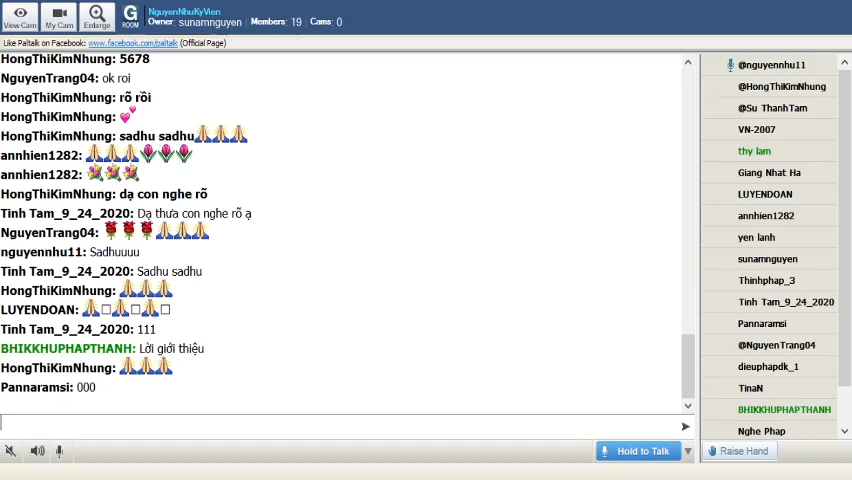 View Cam
My Cam
Enlarge
G
ROOM
NguyenNhuKyVien
Owner: sunamnguyen | Members: 19 | Cams: 0
Like Paltalk on Facebook: www.facebook.com/paltalk (Official Page)
HongThiKimNhung: 5678
NguyenTrang04: ok roi
HongThiKimNhung: rõ rồi
HongThiKimNhung: 💕
HongThiKimNhung: sadhu sadhu🙏🙏🙏
annhien1282: 🙏🙏🙏🌷🌷🌷
annhien1282: 💐💐💐
HongThiKimNhung: dạ con nghe rõ
Tinh Tam_9_24_2020: Dạ thưa con nghe rõ ạ
NguyenTrang04: 🌹🌹🌹🙏🙏🙏
nguyennhu11: Sadhuuuu
Tinh Tam_9_24_2020: Sadhu sadhu
HongThiKimNhung: 🙏🙏🙏
LUYENDOAN: 🙏□🙏□🙏□
Tinh Tam_9_24_2020: 111
BHIKKHUPHAPTHANH: Lời giới thiệu
HongThiKimNhung: 🙏🙏🙏
Pannaramsi: 000
Hold to Talk
@nguyennhu11
@HongThiKimNhung
@Su ThanhTam
VN-2007
thy lam
Giang Nhat Ha
LUYENDOAN
annhien1282
yen lanh
sunamnguyen
Thinhphap_3
Tinh Tam_9_24_2020
Pannaramsi
@NguyenTrang04
dieuphapdk_1
TinaN
BHIKKHUPHAPTHANH
Nghe Phap
Raise Hand